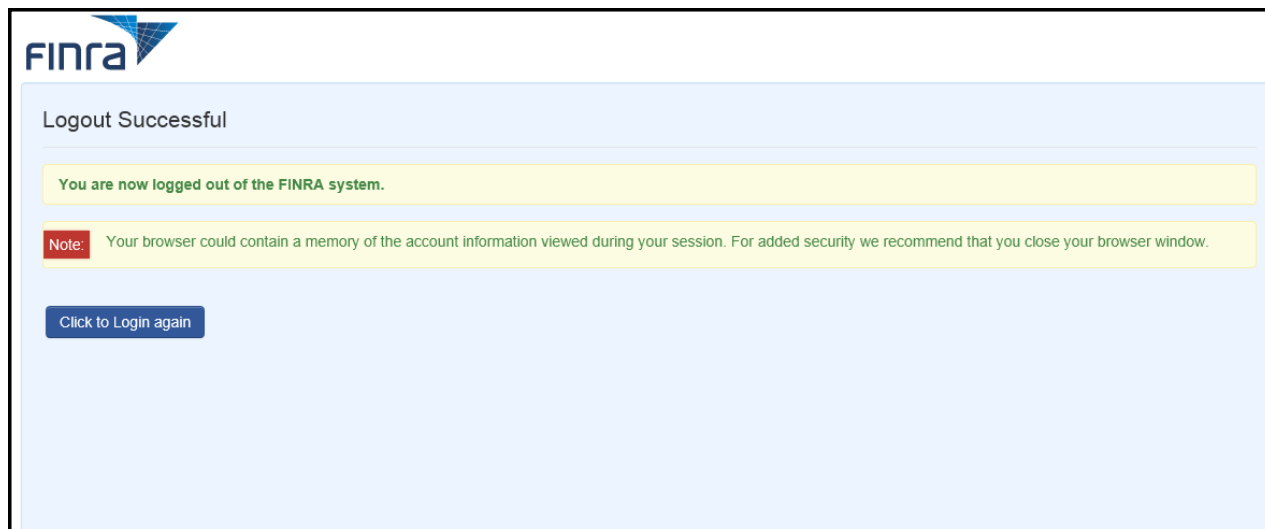 Finra
Logout Successful
You are now logged out of the FINRA system.
Note: Your browser could contain a memory of the account information viewed during your session. For added security we recommend that you close your browser window.
Click to Login again